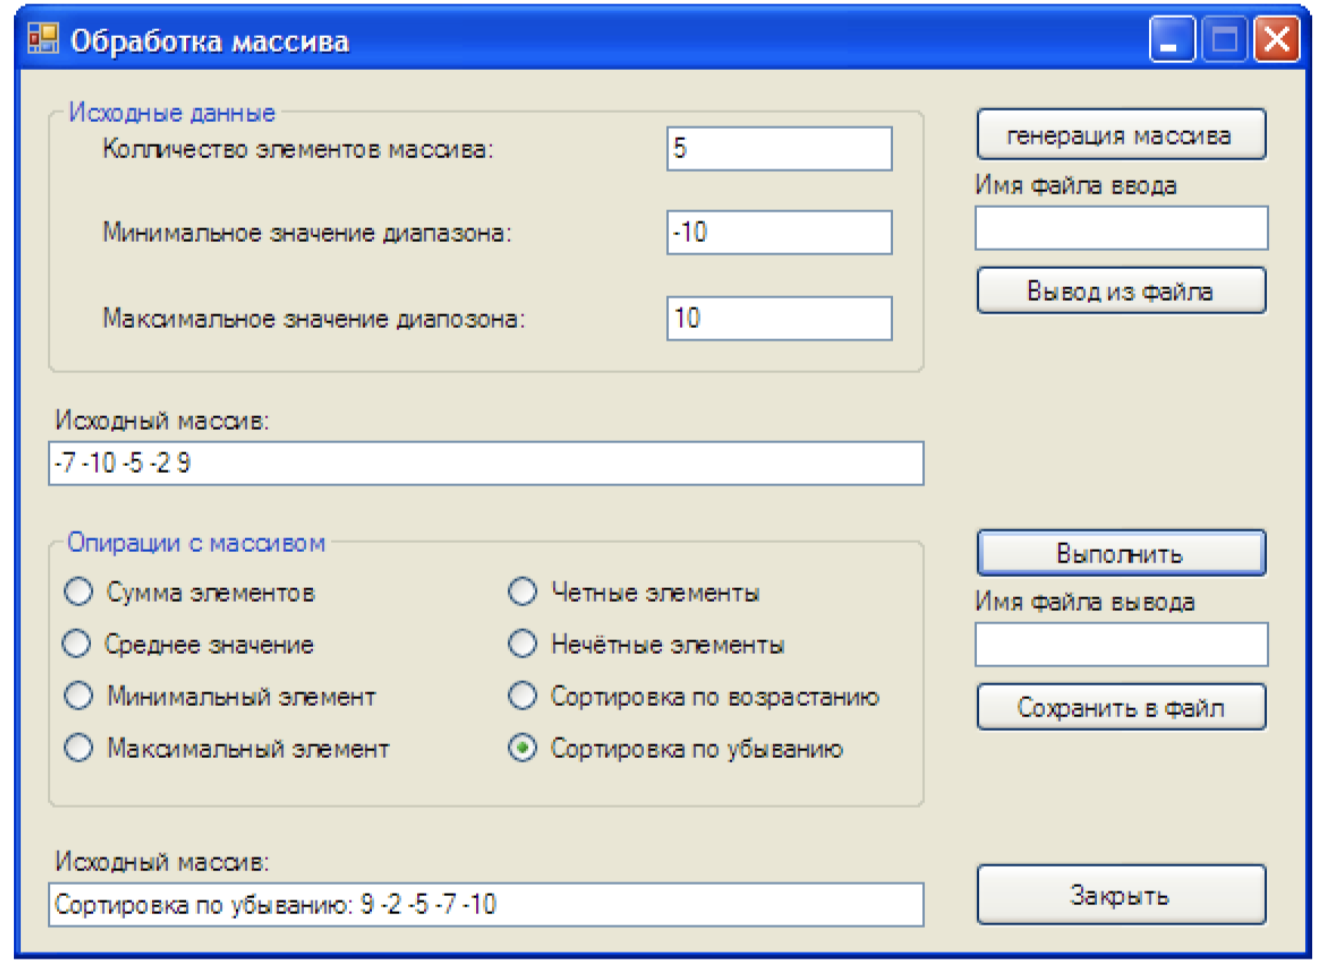 Обработка массива
Исходные данные
Колличество элементов массива:
5
Минимальное значение диапазона:
-10
Максимальное значение диапозона:
10
генерация массива
Имя файла ввода
Вывод из файла
Исходный массив:
-7 -10 -5 -2 9
Опирации с массивом
Сумма элементов
Среднее значение
Минимальный элемент
Максимальный элемент
Четные элементы
Нечётные элементы
Сортировка по возрастанию
Сортировка по убыванию
Выполнить
Имя файла вывода
Сохранить в файл
Исходный массив:
Сортировка по убыванию: 9 -2 -5 -7 -10
Закрыть